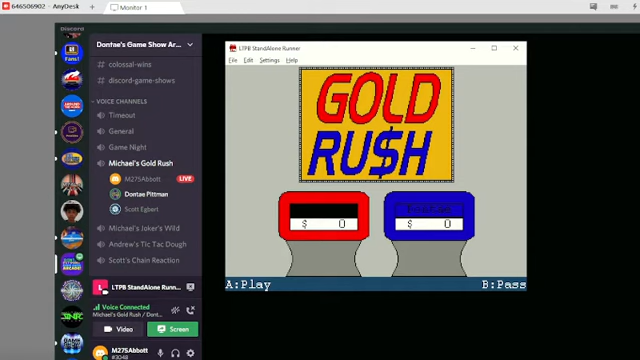 646506902 - AnyDesk
Monitor 1
Discord
Dontae's Game Show Ar...
colossal-wins
discord-game-shows
VOICE CHANNELS
Timeout
General
Game Night
Michael's Gold Rush
M275Abbott LIVE
Dontae Pittman
Scott Egbert
Michael's Joker's Wild
Andrew's Tic Tac Dough
Scott's Chain Reaction
LTPB StandAlone Runner...
Voice Connected
Michael's Gold Rush / Dont...
Video
Screen
M275Abbott
#3048
LTPB StandAlone Runner
File Edit Settings Help
GOLD
RU$H
$ 0
$ 0
A:Play
B:Pass